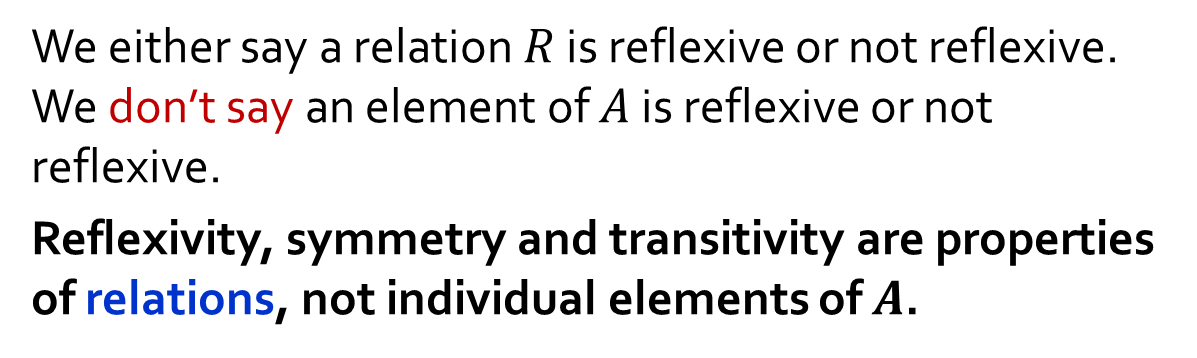 We either say a relation R is reflexive or not reflexive.
We don’t say an element of A is reflexive or not
reflexive.
Reflexivity, symmetry and transitivity are properties
of relations, not individual elements of A.